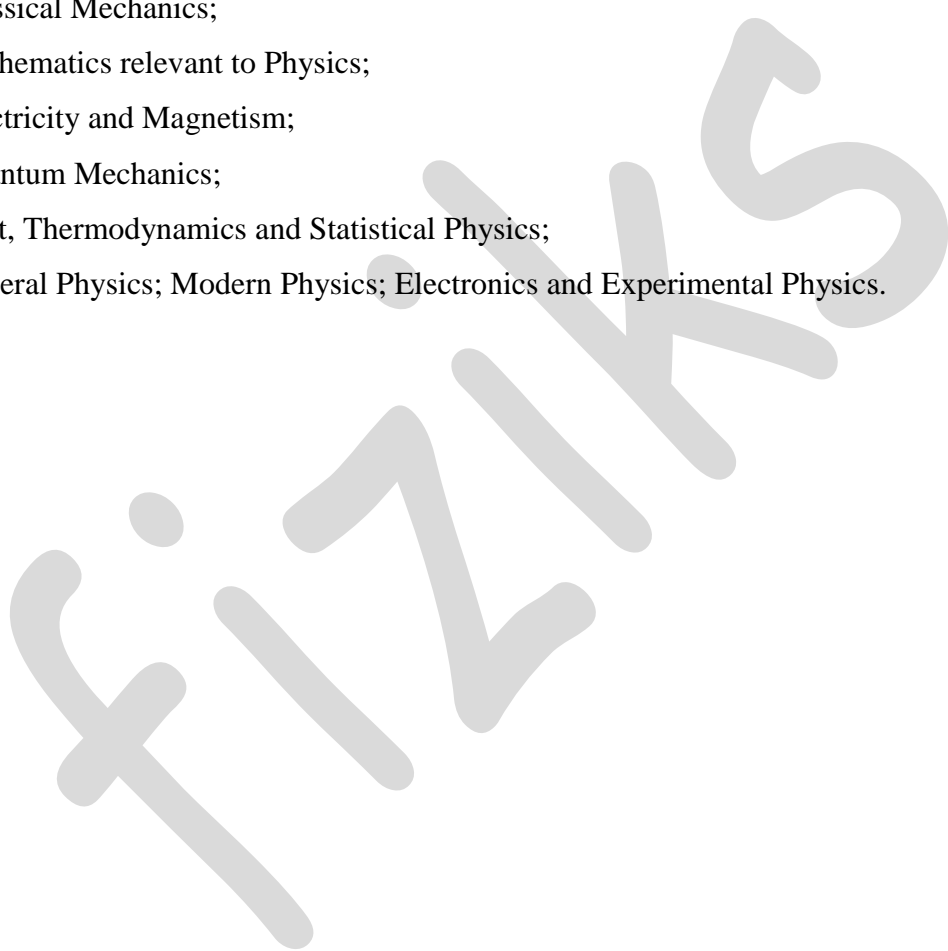 ssical Mechanics;
hematics relevant to Physics;
ctricity and Magnetism;
ntum Mechanics;
t, Thermodynamics and Statistical Physics;
eral Physics; Modern Physics; Electronics and Experimental Physics.
fiziks